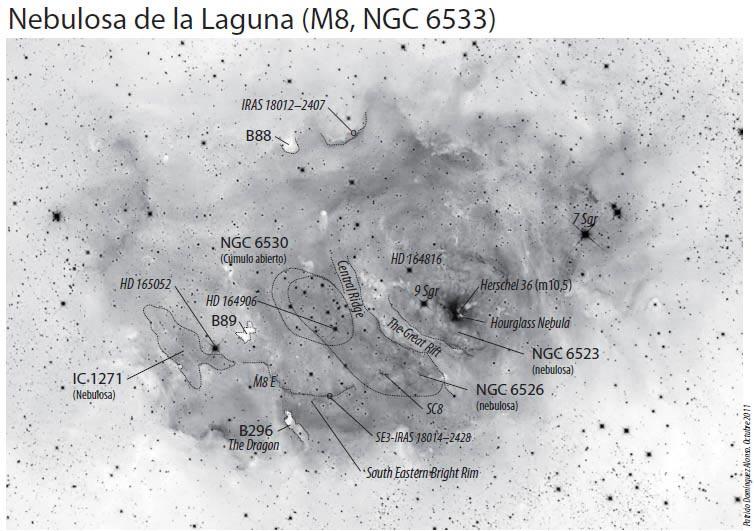 Nebulosa de la Laguna (M8, NGC 6533)
IRAS 18012–2407
B88
7 Sgr
NGC 6530
(Cúmulo abierto)
Central Ridge
HD 164816
HD 165052
9 Sgr
Herschel 36 (m10,5)
HD 164906
B89
Hourglass Nebula
The Great Rift
NGC 6523
(nebulosa)
IC 1271
(Nebulosa)
M8 E
NGC 6526
(nebulosa)
SC8
B296
The Dragon
SE3-IRAS 18014–2428
South Eastern Bright Rim
Patricio Domínguez Alonso, Octubre 2011